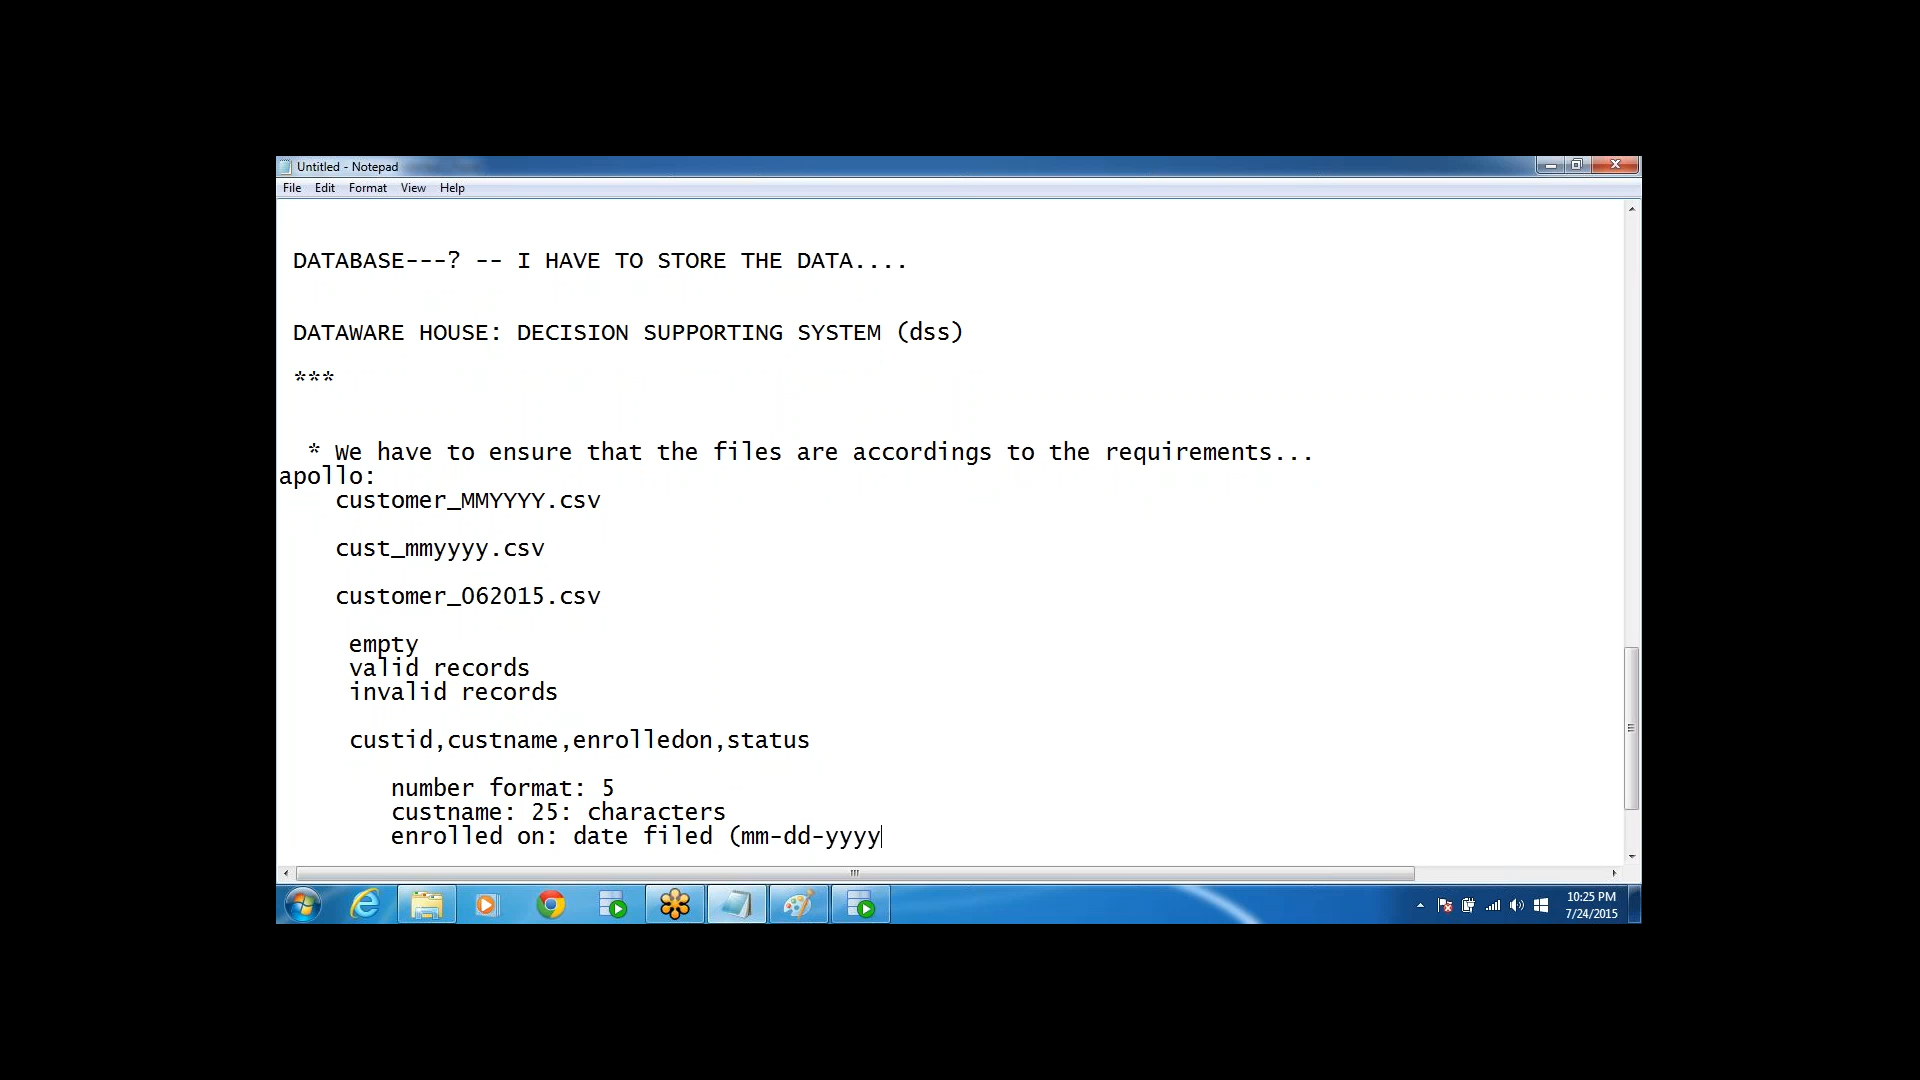 Untitled - Notepad
File Edit Format View Help
DATABASE---? -- I HAVE TO STORE THE DATA....
DATAWARE HOUSE: DECISION SUPPORTING SYSTEM (dss)
***
* We have to ensure that the files are accordings to the requirements...
apollo:
customer_MMYYYY.csv
cust_mmyyyy.csv
customer_062015.csv
empty
valid records
invalid records
custid,custname,enrolledon,status
number format: 5
custname: 25: characters
enrolled on: date filed (mm-dd-yyyy
10:25 PM
7/24/2015